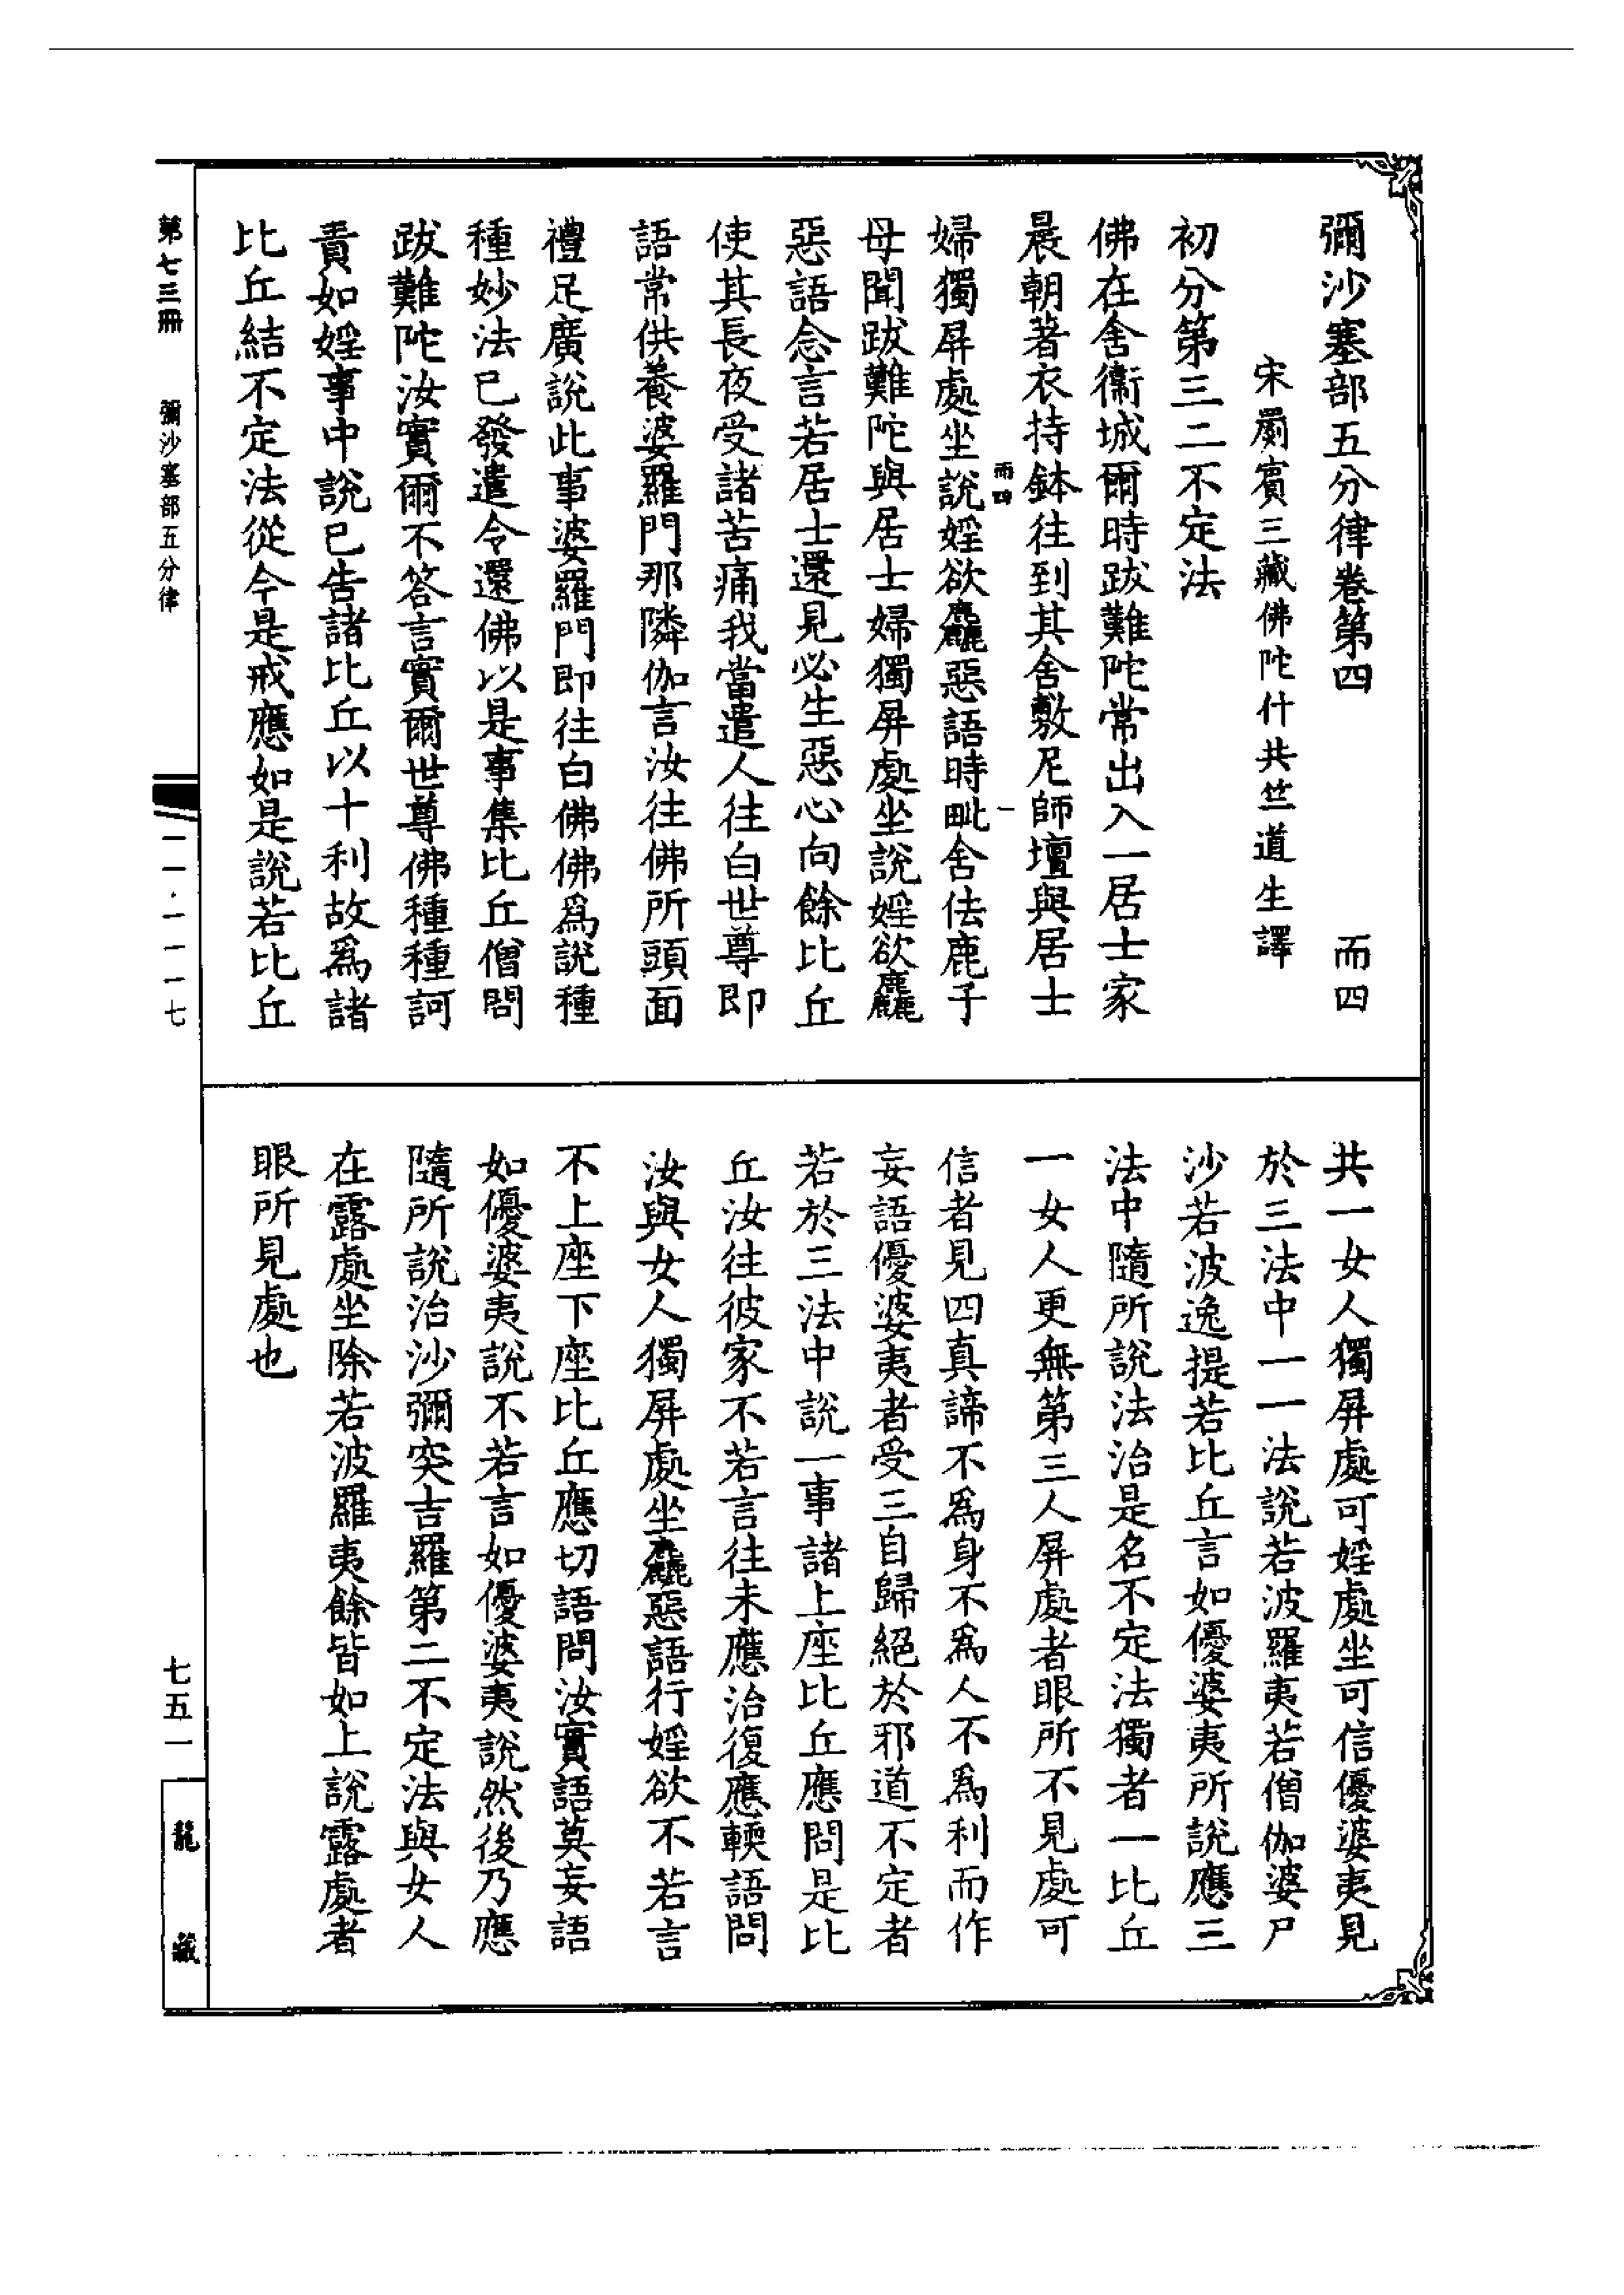 彌沙塞部五分律卷第四　而四
宋罽賓三藏佛陀什共竺道生譯
初分第三二不定法
佛在舍衞城爾時跋難陀常出入一居士家
晨朝著衣持鉢往到其舍敷尼師壇與居士
而四　一
婦獨屏處坐說婬欲麤惡語時毗舍佉鹿子
母聞跋難陀與居士婦獨屏處坐說婬欲麤
惡語念言若居士還見必生惡心向餘比丘
使其長夜受諸苦痛我當遣人往白世尊即
語常供養婆羅門那隣伽言汝往佛所頭面
禮足廣說此事婆羅門即往白佛佛爲說種
種妙法已發遣令還佛以是事集比丘僧問
跋難陀汝實爾不答言實爾世尊佛種種訶
責如婬事中說已告諸比丘以十利故爲諸
比丘結不定法從今是戒應如是說若比丘
共一女人獨屏處可婬處坐可信優婆夷見
於三法中一一法說若波羅夷若僧伽婆尸
沙若波逸提若比丘言如優婆夷所說應三
法中隨所說法治是名不定法獨者一比丘
一女人更無第三人屏處者眼所不見處可
信者見四真諦不爲身不爲人不爲利而作
妄語優婆夷者受三自歸絕於邪道不定者
若於三法中說一事諸上座比丘應問是比
丘汝往彼家不若言往未應治復應輭語問
汝與女人獨屏處坐麤惡語行婬欲不若言
不上座下座比丘應切語問汝實語莫妄語
如優婆夷說不若言如優婆夷說然後乃應
隨所說治沙彌突吉羅第二不定法與女人
在露處坐除若波羅夷餘皆如上說露處者
眼所見處也
第七三冊　彌沙塞部五分律　一一·一一一七　七五一　龍藏